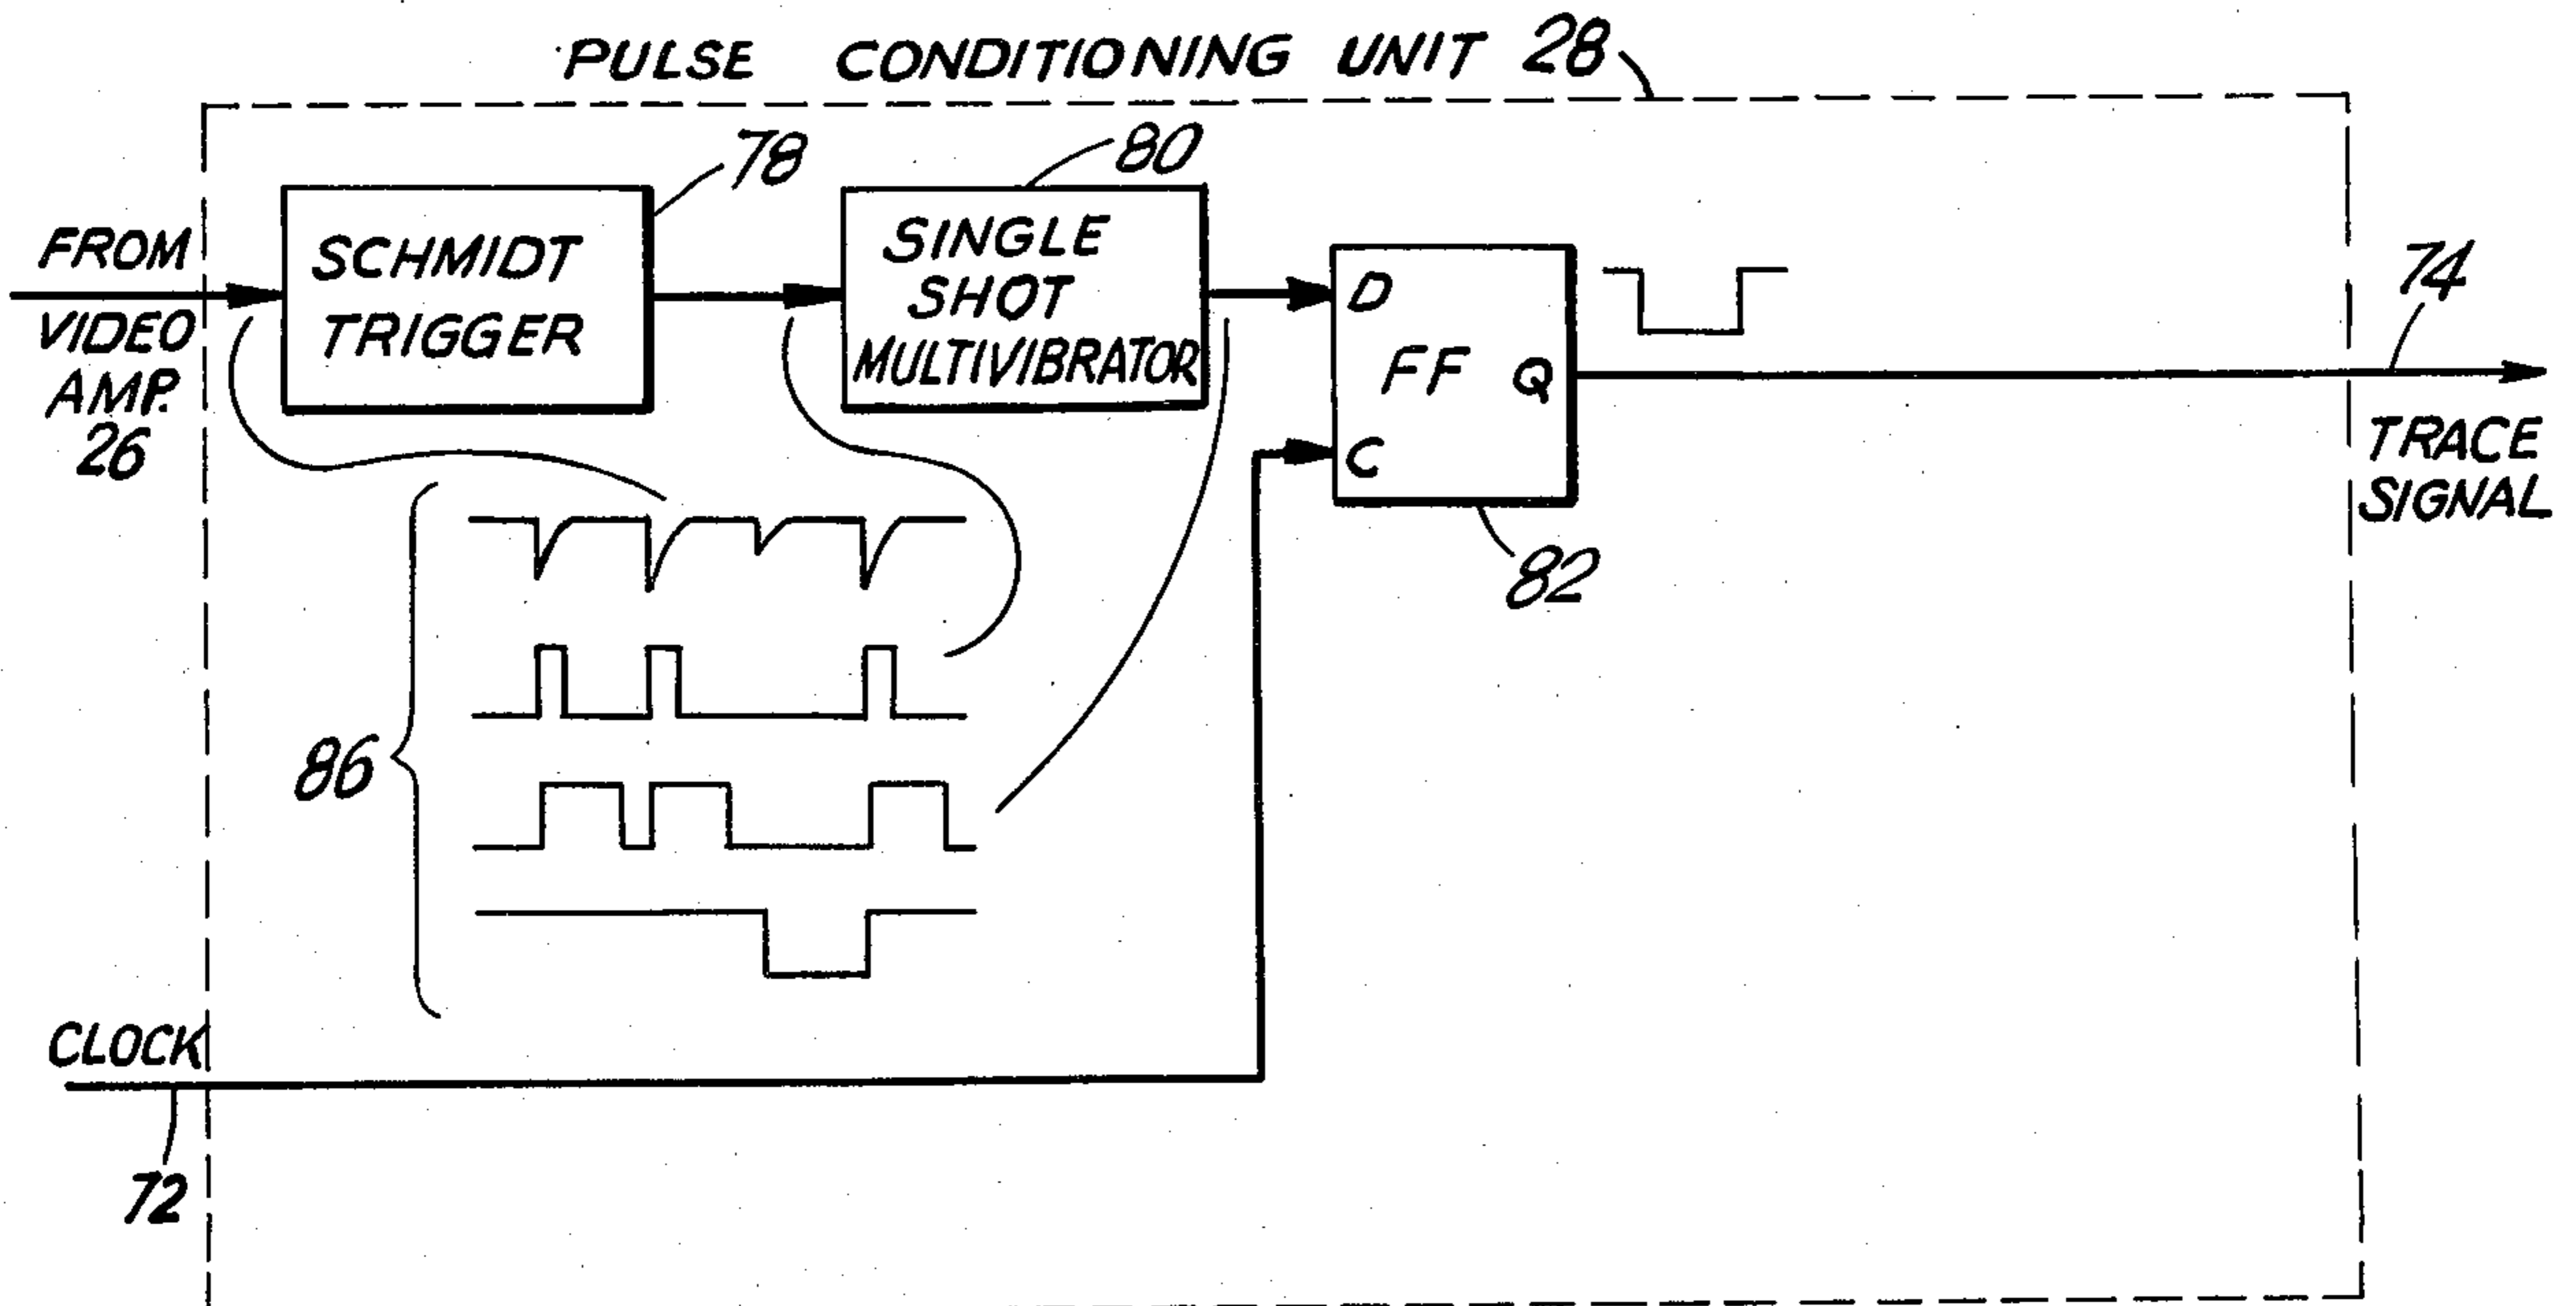 PULSE CONDITIONING UNIT 28
78
80
FROM
VIDEO
AMP.
26
SCHMIDT
TRIGGER
SINGLE
SHOT
MULTIVIBRATOR
D
FF Q
C
82
74
TRACE
SIGNAL
86
CLOCK
72